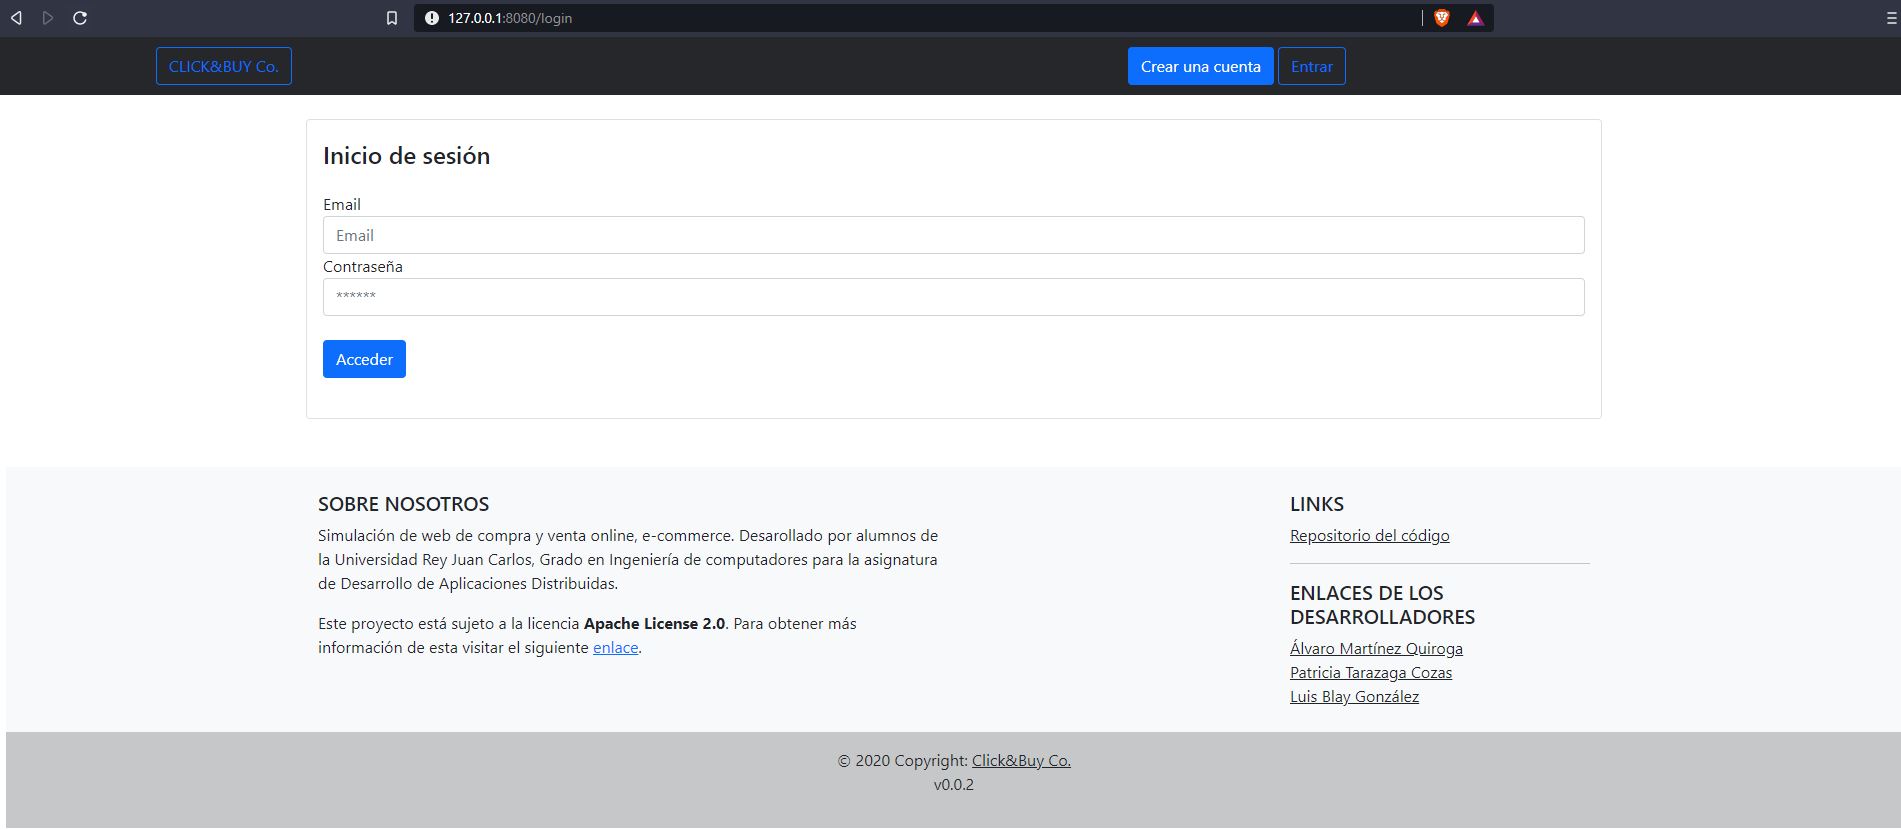 127.0.0.1:8080/login
CLICK&BUY Co.
Crear una cuenta
Entrar
Inicio de sesión
Email
Email
Contraseña
******
Acceder
SOBRE NOSOTROS
Simulación de web de compra y venta online, e-commerce. Desarollado por alumnos de
la Universidad Rey Juan Carlos, Grado en Ingeniería de computadores para la asignatura
de Desarrollo de Aplicaciones Distribuidas.
Este proyecto está sujeto a la licencia Apache License 2.0. Para obtener más
información de esta visitar el siguiente enlace.
LINKS
Repositorio del código
ENLACES DE LOS
DESARROLLADORES
Álvaro Martínez Quiroga
Patricia Tarazaga Cozas
Luis Blay González
© 2020 Copyright: Click&Buy Co.
v0.0.2